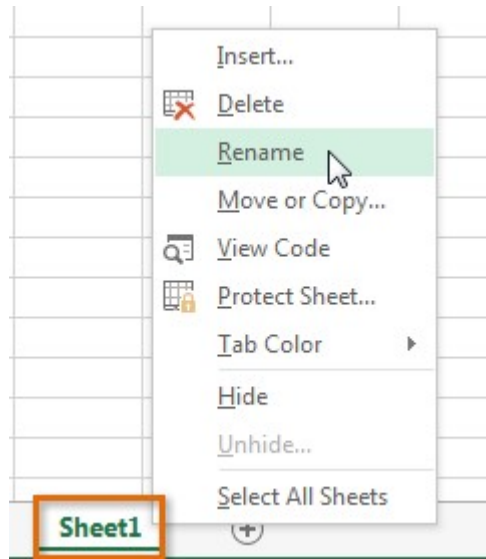 Insert...
Delete
Rename
Move or Copy...
View Code
Protect Sheet...
Tab Color
Hide
Unhide...
Select All Sheets
Sheet1